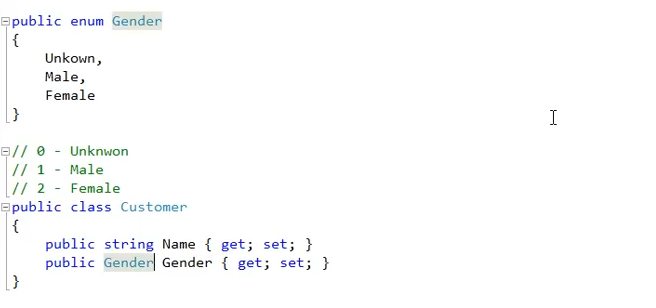 public enum Gender
{
    Unkown,
    Male,
    Female
}
// 0 - Unknwon
// 1 - Male
// 2 - Female
public class Customer
{
    public string Name { get; set; }
    public Gender Gender { get; set; }
}